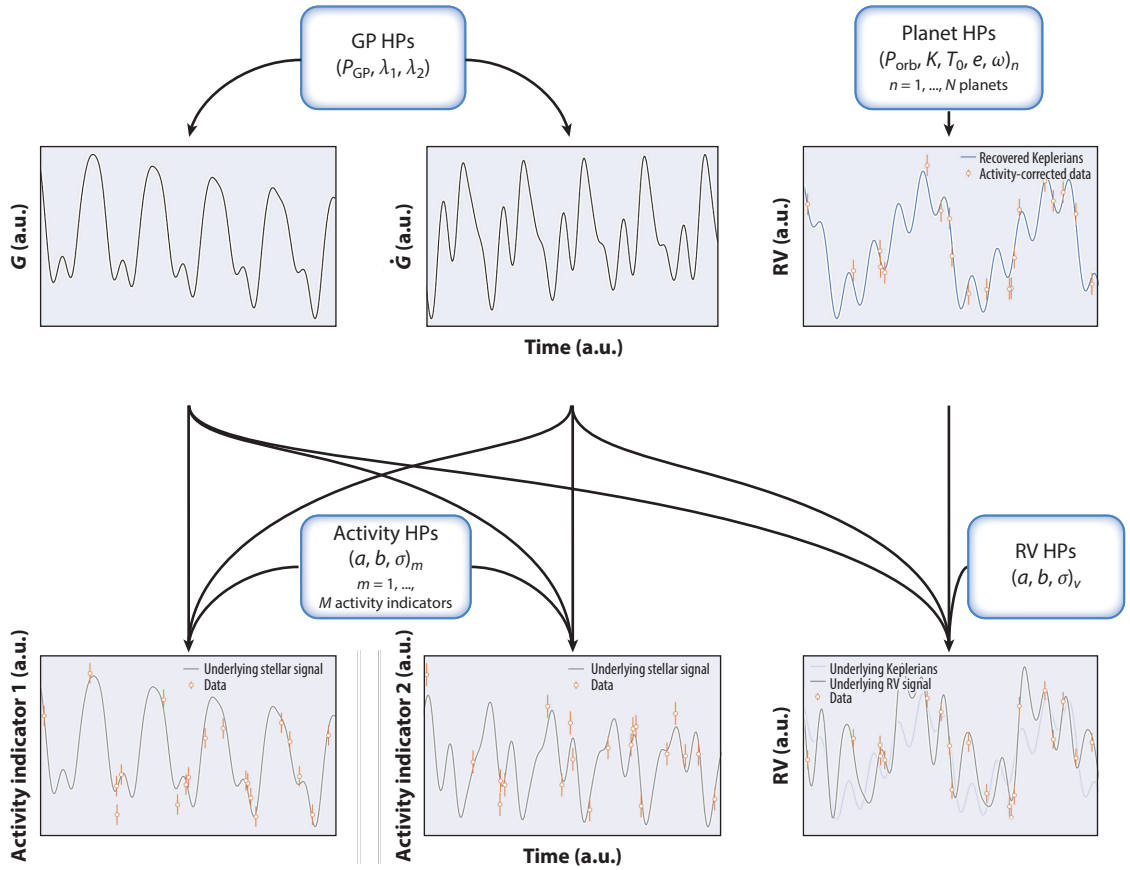 GP HPs
(P_GP, λ₁, λ₂)
Planet HPs
(P_orb, K, T₀, e, ω)ₙ
n = 1, ..., N planets
G (a.u.)
Ġ (a.u.)
Time (a.u.)
RV (a.u.)
Recovered Keplerians
Activity-corrected data
Activity HPs
(a, b, σ)ₘ
m = 1, ...,
M activity indicators
RV HPs
(a, b, σ)ᵥ
Activity indicator 1 (a.u.)
Underlying stellar signal
Data
Activity indicator 2 (a.u.)
Underlying stellar signal
Data
Time (a.u.)
RV (a.u.)
Underlying Keplerians
Underlying RV signal
Data